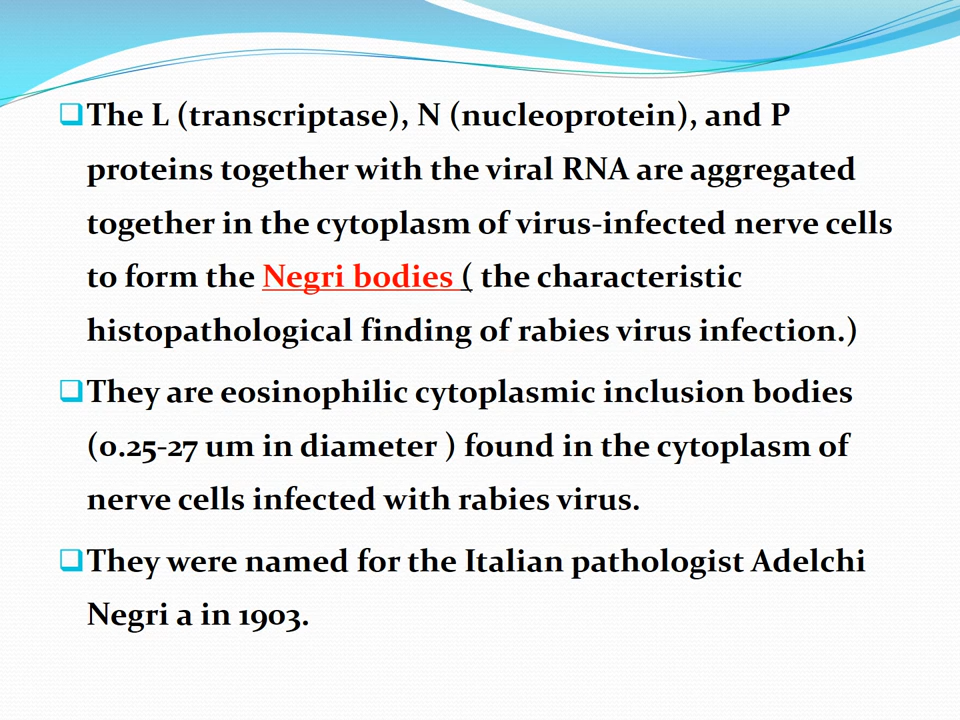 The L (transcriptase), N (nucleoprotein), and P
proteins together with the viral RNA are aggregated
together in the cytoplasm of virus-infected nerve cells
to form the Negri bodies ( the characteristic
histopathological finding of rabies virus infection.)
They are eosinophilic cytoplasmic inclusion bodies
(0.25-27 um in diameter ) found in the cytoplasm of
nerve cells infected with rabies virus.
They were named for the Italian pathologist Adelchi
Negri a in 1903.